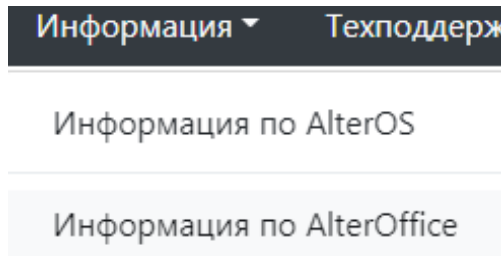 Информация Техподдерж
Информация по AlterOS
Информация по AlterOffice